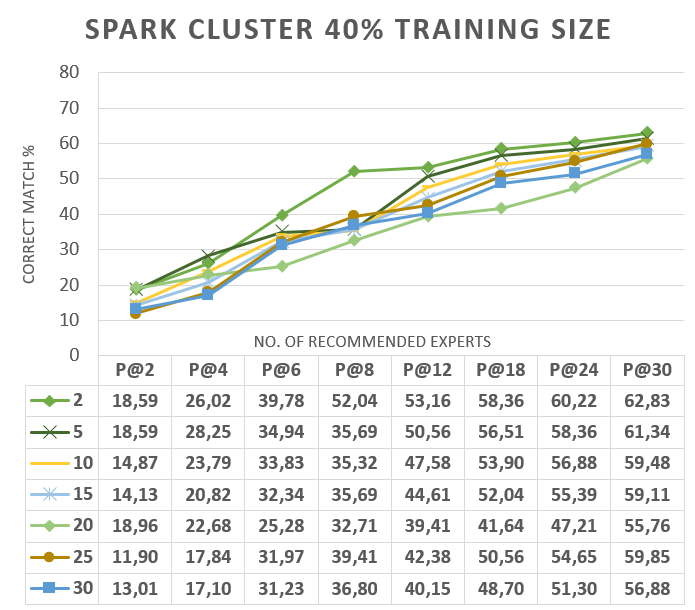 SPARK CLUSTER 40% TRAINING SIZE
80
70
60
50
40
30
20
10
0
CORRECT MATCH %
NO. OF RECOMMENDED EXPERTS
P@2 P@4 P@6 P@8 P@12 P@18 P@24 P@30
2 18,59 26,02 39,78 52,04 53,16 58,36 60,22 62,83
5 18,59 28,25 34,94 35,69 50,56 56,51 58,36 61,34
10 14,87 23,79 33,83 35,32 47,58 53,90 56,88 59,48
15 14,13 20,82 32,34 35,69 44,61 52,04 55,39 59,11
20 18,96 22,68 25,28 32,71 39,41 41,64 47,21 55,76
25 11,90 17,84 31,97 39,41 42,38 50,56 54,65 59,85
30 13,01 17,10 31,23 36,80 40,15 48,70 51,30 56,88